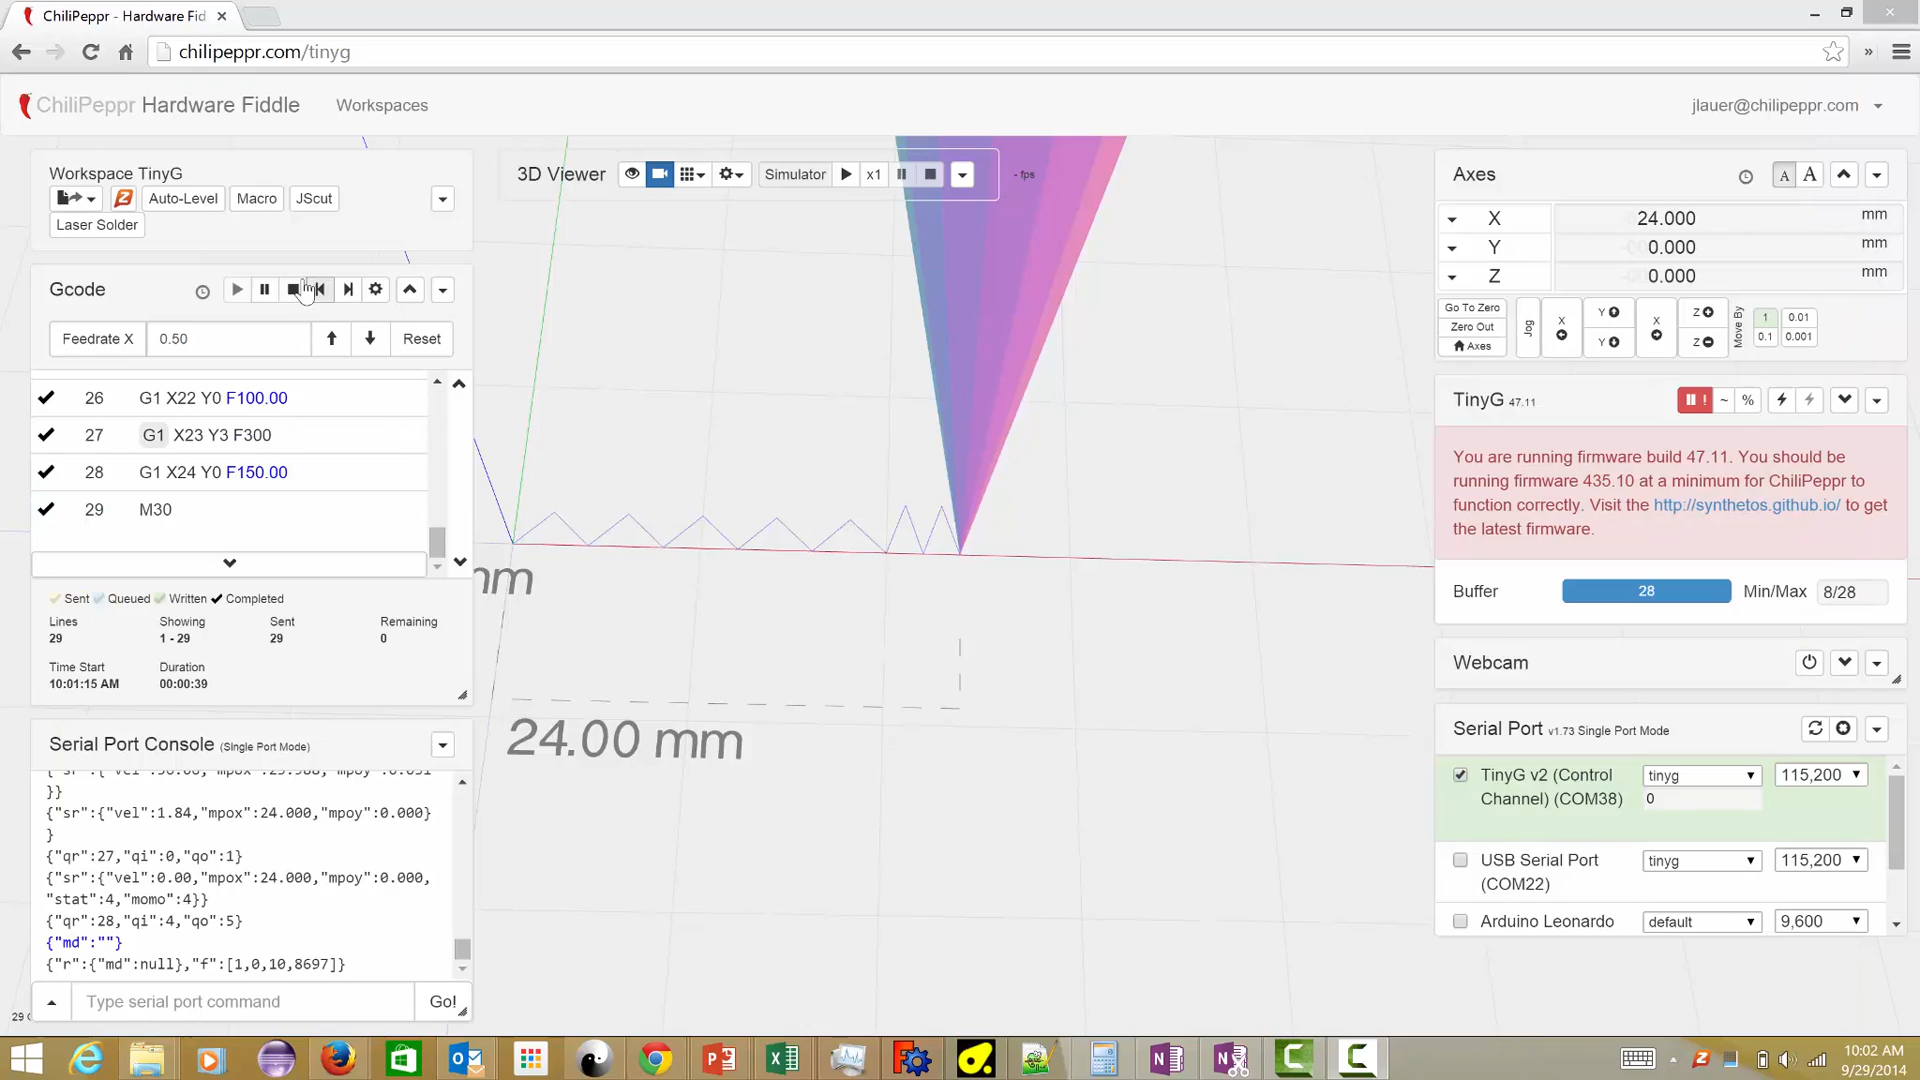 ChiliPeppr - Hardware Fid
chilipeppr.com/tinyg
ChiliPeppr Hardware Fiddle
Workspaces
jlauer@chilipeppr.com
Workspace TinyG
Auto-Level
Macro
JScut
Laser Solder
Gcode
Feedrate X
0.50
Reset
26 G1 X22 Y0 F100.00
27 G1 X23 Y3 F300
28 G1 X24 Y0 F150.00
29 M30
Sent Queued Written Completed
Lines Showing Sent Remaining
29 1 - 29 29 0
Time Start Duration
10:01:15 AM 00:00:39
Serial Port Console (Single Port Mode)
}}
{"sr":{"vel":1.84,"mpox":24.000,"mpoy":0.000}
}
{"qr":27,"qi":0,"qo":1}
{"sr":{"vel":0.00,"mpox":24.000,"mpoy":0.000,
"stat":4,"momo":4}}
{"qr":28,"qi":4,"qo":5}
{"md":""}
{"r":{"md":null},"f":[1,0,10,8697]}
Type serial port command
Go!
3D Viewer
Simulator
x1
- fps
mm
24.00 mm
Axes
A A
X 24.000 mm
Y 0.000 mm
Z 0.000 mm
Go To Zero
Zero Out
Axes
Jog
X
Y
Y
X
Z
Z
Move By
1 0.01
0.1 0.001
TinyG 47.11
! ~ %
You are running firmware build 47.11. You should be
running firmware 435.10 at a minimum for ChiliPeppr to
function correctly. Visit the http://synthetos.github.io/ to get
the latest firmware.
Buffer 28 Min/Max 8/28
Webcam
Serial Port v1.73 Single Port Mode
TinyG v2 (Control
Channel) (COM38)
tinyg
115,200
0
USB Serial Port
(COM22)
tinyg
115,200
Arduino Leonardo
default
9,600
10:02 AM
9/29/2014